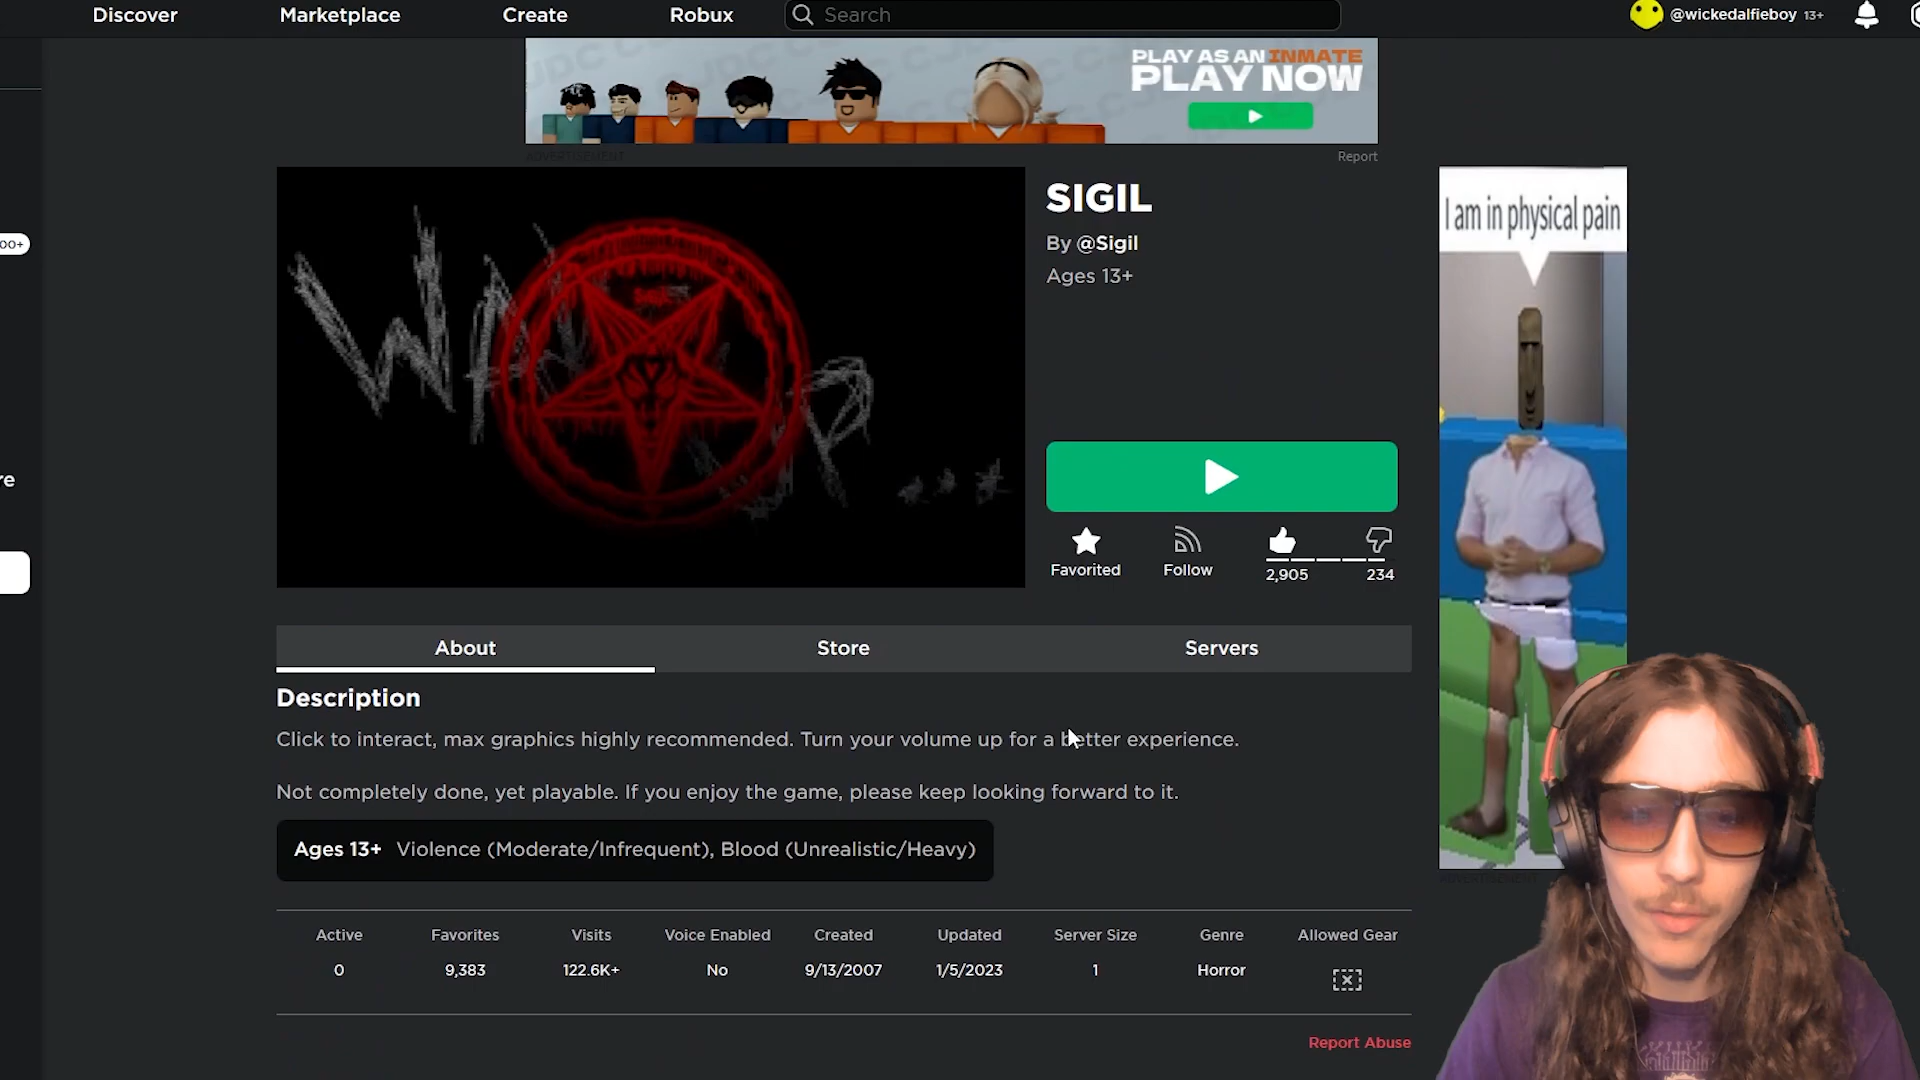 Discover
Marketplace
Create
Robux
Search
@wickedalfieboy 13+
PLAY AS AN INMATE
PLAY NOW
ADVERTISEMENT
Report
SIGIL
By @Sigil
Ages 13+
I am in physical pain
00+
re
Favorited
Follow
2,905
234
About
Store
Servers
Description
Click to interact, max graphics highly recommended. Turn your volume up for a better experience.
Not completely done, yet playable. If you enjoy the game, please keep looking forward to it.
Ages 13+ Violence (Moderate/Infrequent), Blood (Unrealistic/Heavy)
ADVERTISEMENT
Active Favorites Visits Voice Enabled Created Updated Server Size Genre Allowed Gear
0 9,383 122.6K+ No 9/13/2007 1/5/2023 1 Horror
Report Abuse